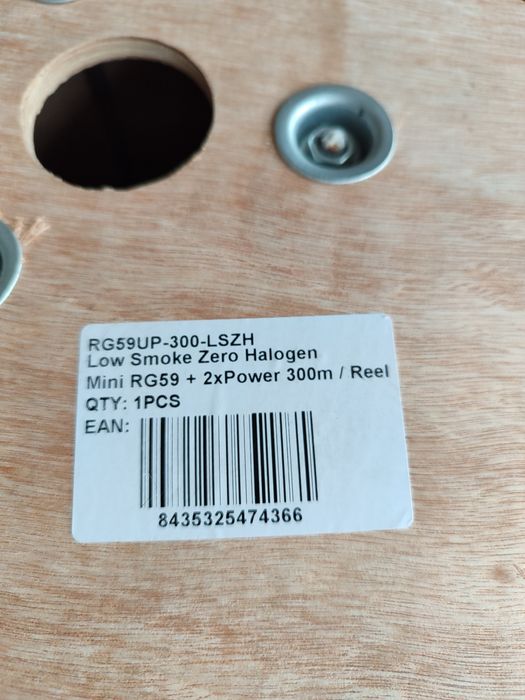 RG59UP-300-LSZH
Low Smoke Zero Halogen
Mini RG59 + 2xPower 300m / Reel
QTY: 1PCS
EAN:
8435325474366